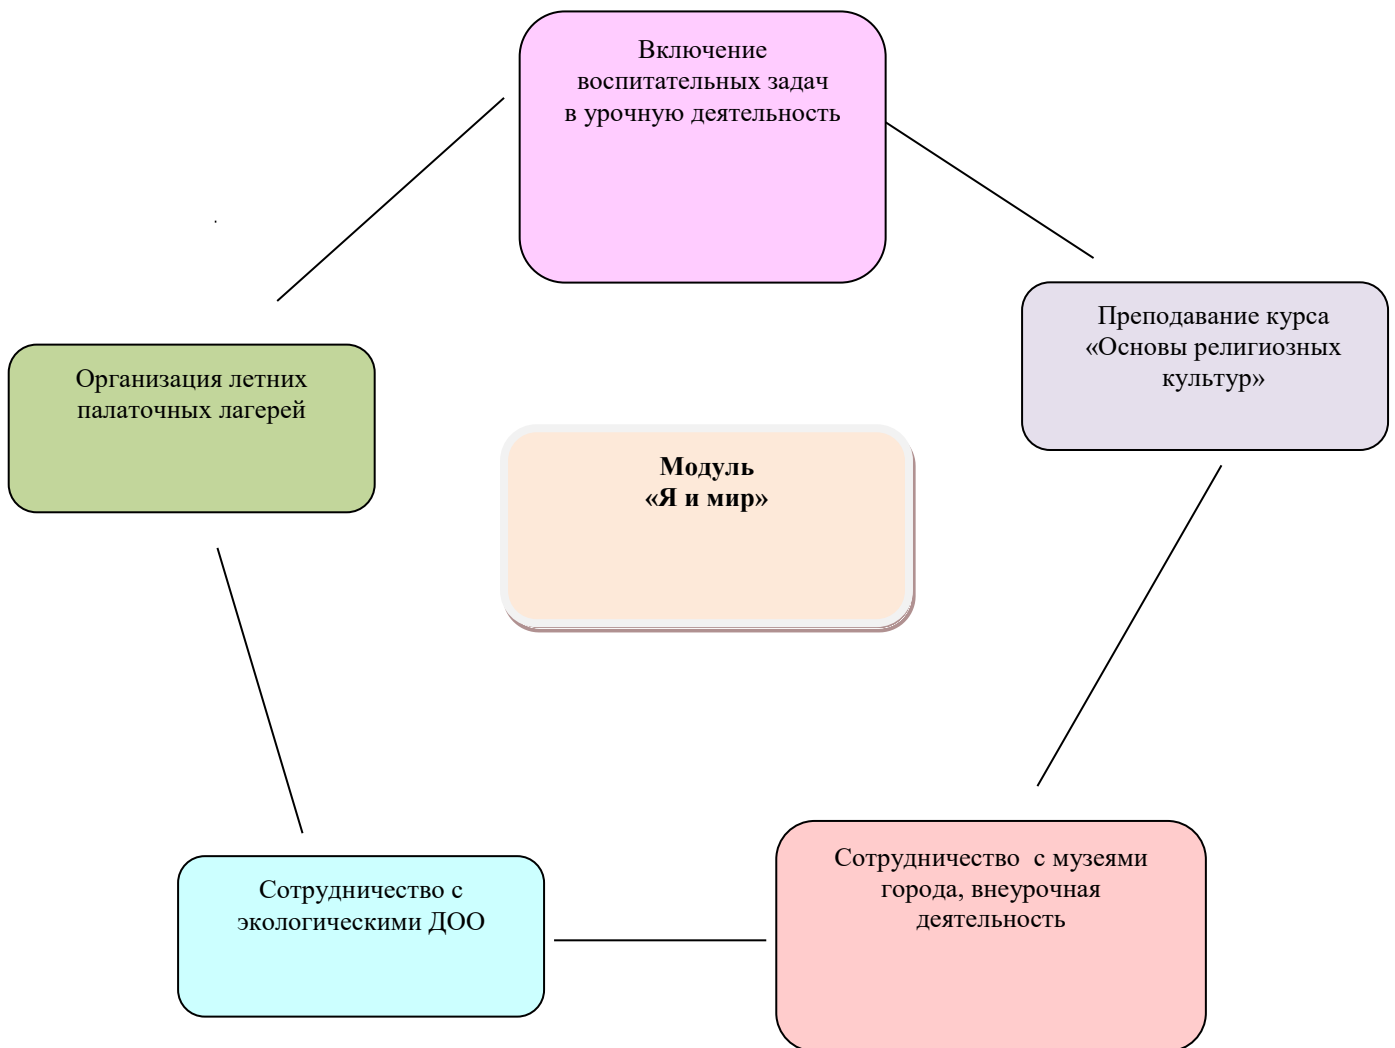 Включение
воспитательных задач
в урочную деятельность
Преподавание курса
«Основы религиозных
культур»
Организация летних
палаточных лагерей
Модуль
«Я и мир»
Сотрудничество с музеями
города, внеурочная
деятельность
Сотрудничество с
экологическими ДОО